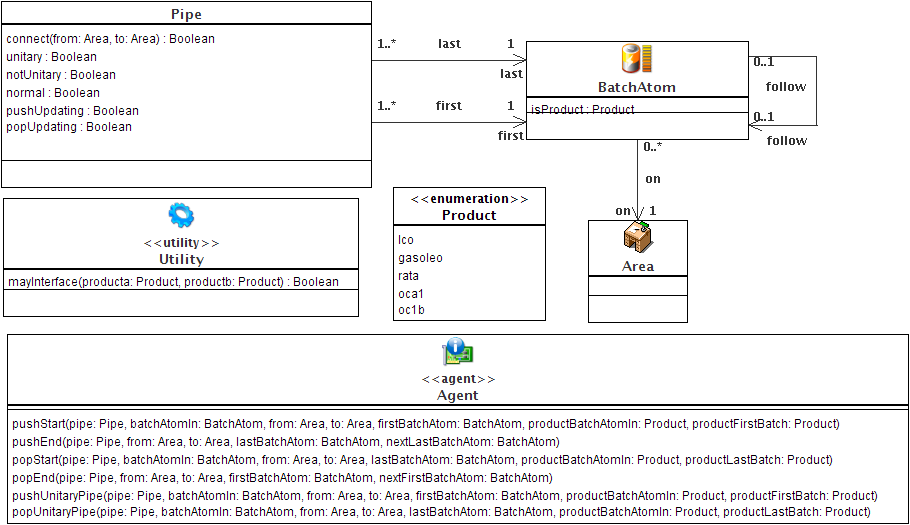 Pipe
connect(from: Area, to: Area) : Boolean
unitary : Boolean
notUnitary : Boolean
normal : Boolean
pushUpdating : Boolean
popUpdating : Boolean
1..* last 1
last
1..* first 1
first
BatchAtom
isProduct : Product
0..1
follow
0..1
follow
0..*
on
on 1
Area
<<utility>>
Utility
mayInterface(producta: Product, productb: Product) : Boolean
<<enumeration>>
Product
lco
gasoleo
rata
oca1
oc1b
<<agent>>
Agent
pushStart(pipe: Pipe, batchAtomIn: BatchAtom, from: Area, to: Area, firstBatchAtom: BatchAtom, productBatchAtomIn: Product, productFirstBatch: Product)
pushEnd(pipe: Pipe, from: Area, to: Area, lastBatchAtom: BatchAtom, nextLastBatchAtom: BatchAtom)
popStart(pipe: Pipe, batchAtomIn: BatchAtom, from: Area, to: Area, lastBatchAtom: BatchAtom, productBatchAtomIn: Product, productLastBatch: Product)
popEnd(pipe: Pipe, from: Area, to: Area, firstBatchAtom: BatchAtom, nextFirstBatchAtom: BatchAtom)
pushUnitaryPipe(pipe: Pipe, batchAtomIn: BatchAtom, from: Area, to: Area, firstBatchAtom: BatchAtom, productBatchAtomIn: Product, productFirstBatch: Product)
popUnitaryPipe(pipe: Pipe, batchAtomIn: BatchAtom, from: Area, to: Area, lastBatchAtom: BatchAtom, productBatchAtomIn: Product, productLastBatch: Product)